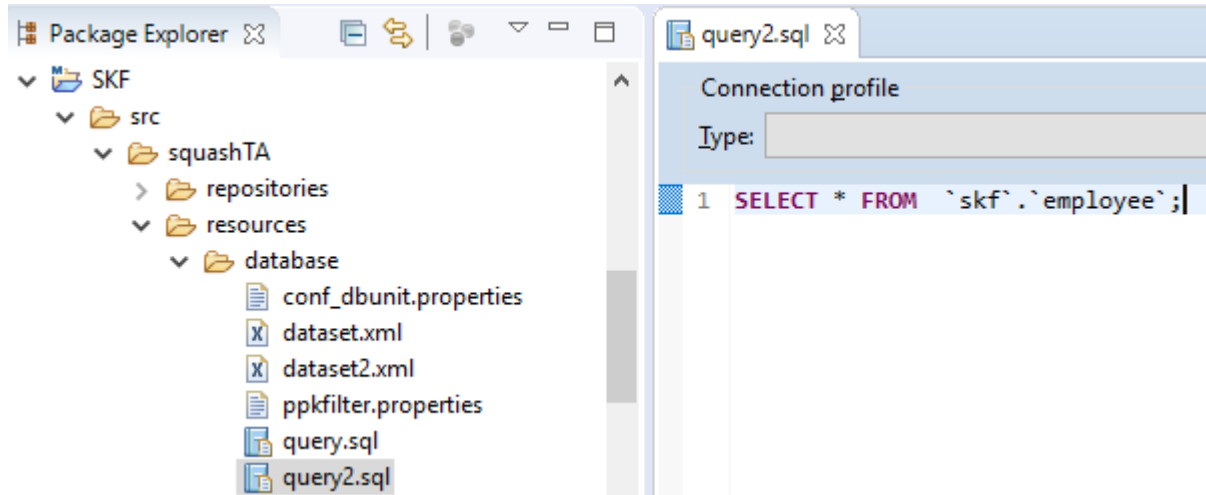 Package Explorer
SKF
src
squashTA
repositories
resources
database
conf_dbunit.properties
dataset.xml
dataset2.xml
ppkfilter.properties
query.sql
query2.sql
query2.sql
Connection profile
Type:
1 SELECT * FROM  `skf`.`employee`;